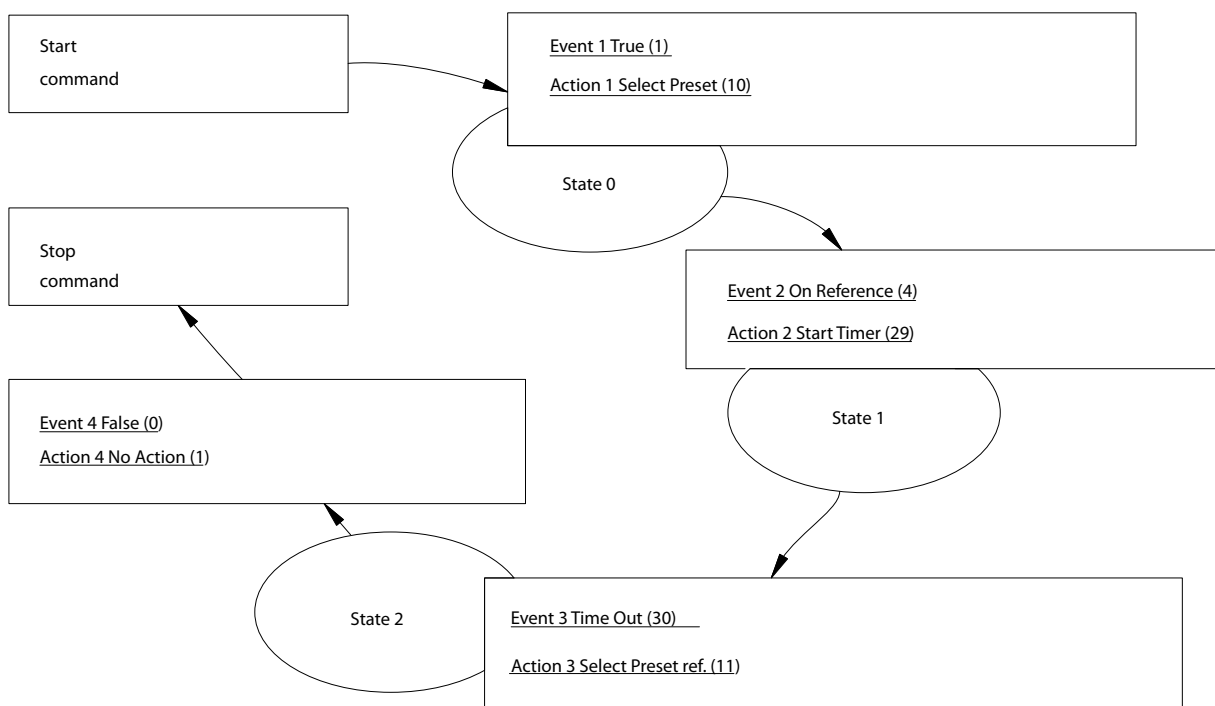 Start
command
Event 1 True (1)
Action 1 Select Preset (10)
State 0
Stop
command
Event 2 On Reference (4)
Action 2 Start Timer (29)
Event 4 False (0)
Action 4 No Action (1)
State 1
State 2
Event 3 Time Out (30)
Action 3 Select Preset ref. (11)